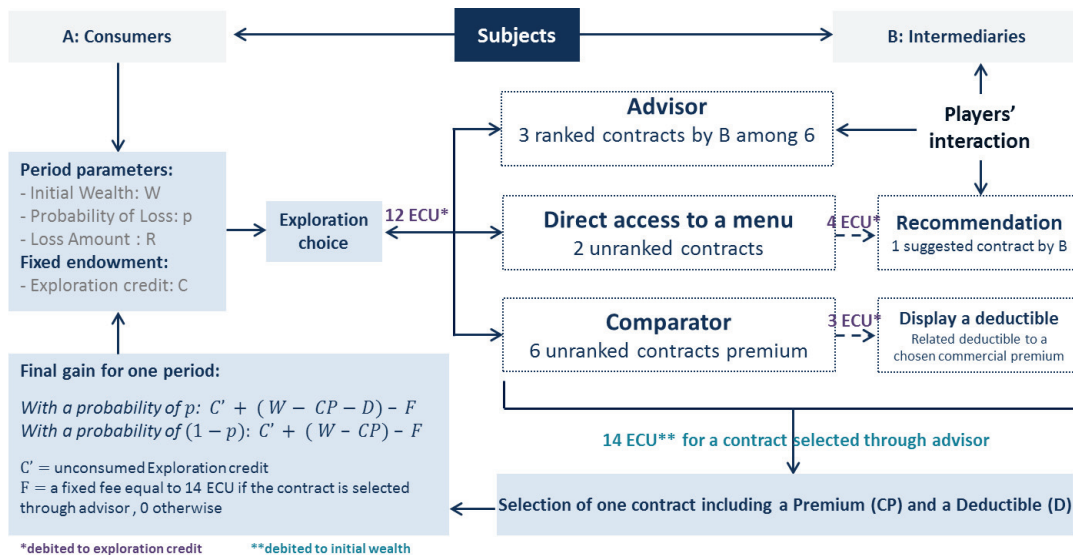 A: Consumers
Subjects
B: Intermediaries
Advisor
3 ranked contracts by B among 6
Players'
interaction
Period parameters:
- Initial Wealth: W
- Probability of Loss: p
- Loss Amount : R
Fixed endowment:
- Exploration credit: C
Exploration
choice
12 ECU*
Direct access to a menu
2 unranked contracts
4 ECU*
Recommendation
1 suggested contract by B
Comparator
6 unranked contracts premium
3 ECU*
Display a deductible
Related deductible to a
chosen commercial premium
Final gain for one period:
With a probability of p: C' + ( W − CP − D) − F
With a probability of (1 − p): C' + ( W − CP) − F
C' = unconsumed Exploration credit
F = a fixed fee equal to 14 ECU if the contract is selected
through advisor , 0 otherwise
14 ECU** for a contract selected through advisor
Selection of one contract including a Premium (CP) and a Deductible (D)
*debited to exploration credit
**debited to initial wealth